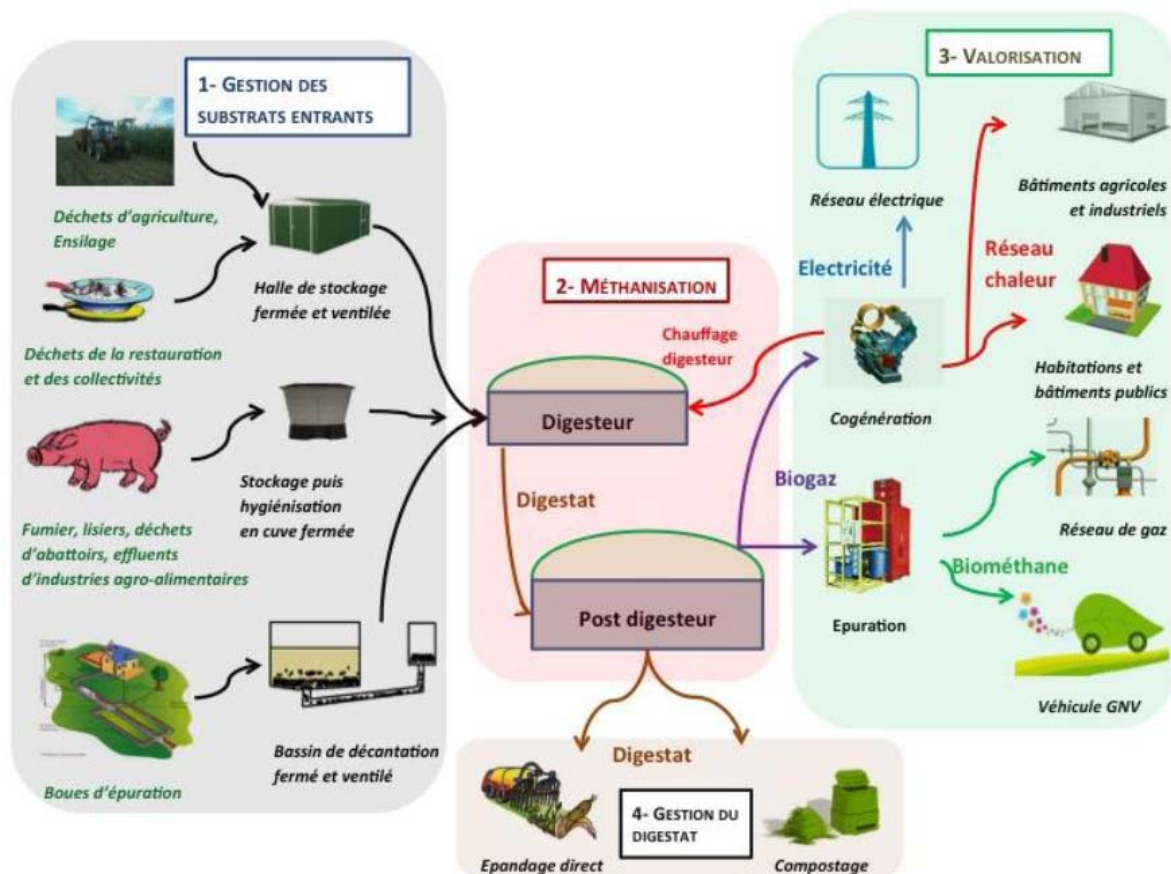 1- GESTION DES
SUBSTRATS ENTRANTS
Déchets d'agriculture,
Ensilage
Halle de stockage
fermée et ventilée
Déchets de la restauration
et des collectivités
Stockage puis
hygiénisation
en cuve fermée
Fumier, lisiers, déchets
d'abattoirs, effluents
d'industries agro-alimentaires
Bassin de décantation
fermé et ventilé
Boues d'épuration
2- MÉTHANISATION
Chauffage
digesteur
Digesteur
Digestat
Post digesteur
Biogaz
3- VALORISATION
Réseau électrique
Bâtiments agricoles
et industriels
Electricité
Réseau
chaleur
Cogénération
Habitations et
bâtiments publics
Réseau de gaz
Biométhane
Epuration
Véhicule GNV
Digestat
4- GESTION DU
DIGESTAT
Epandage direct
Compostage